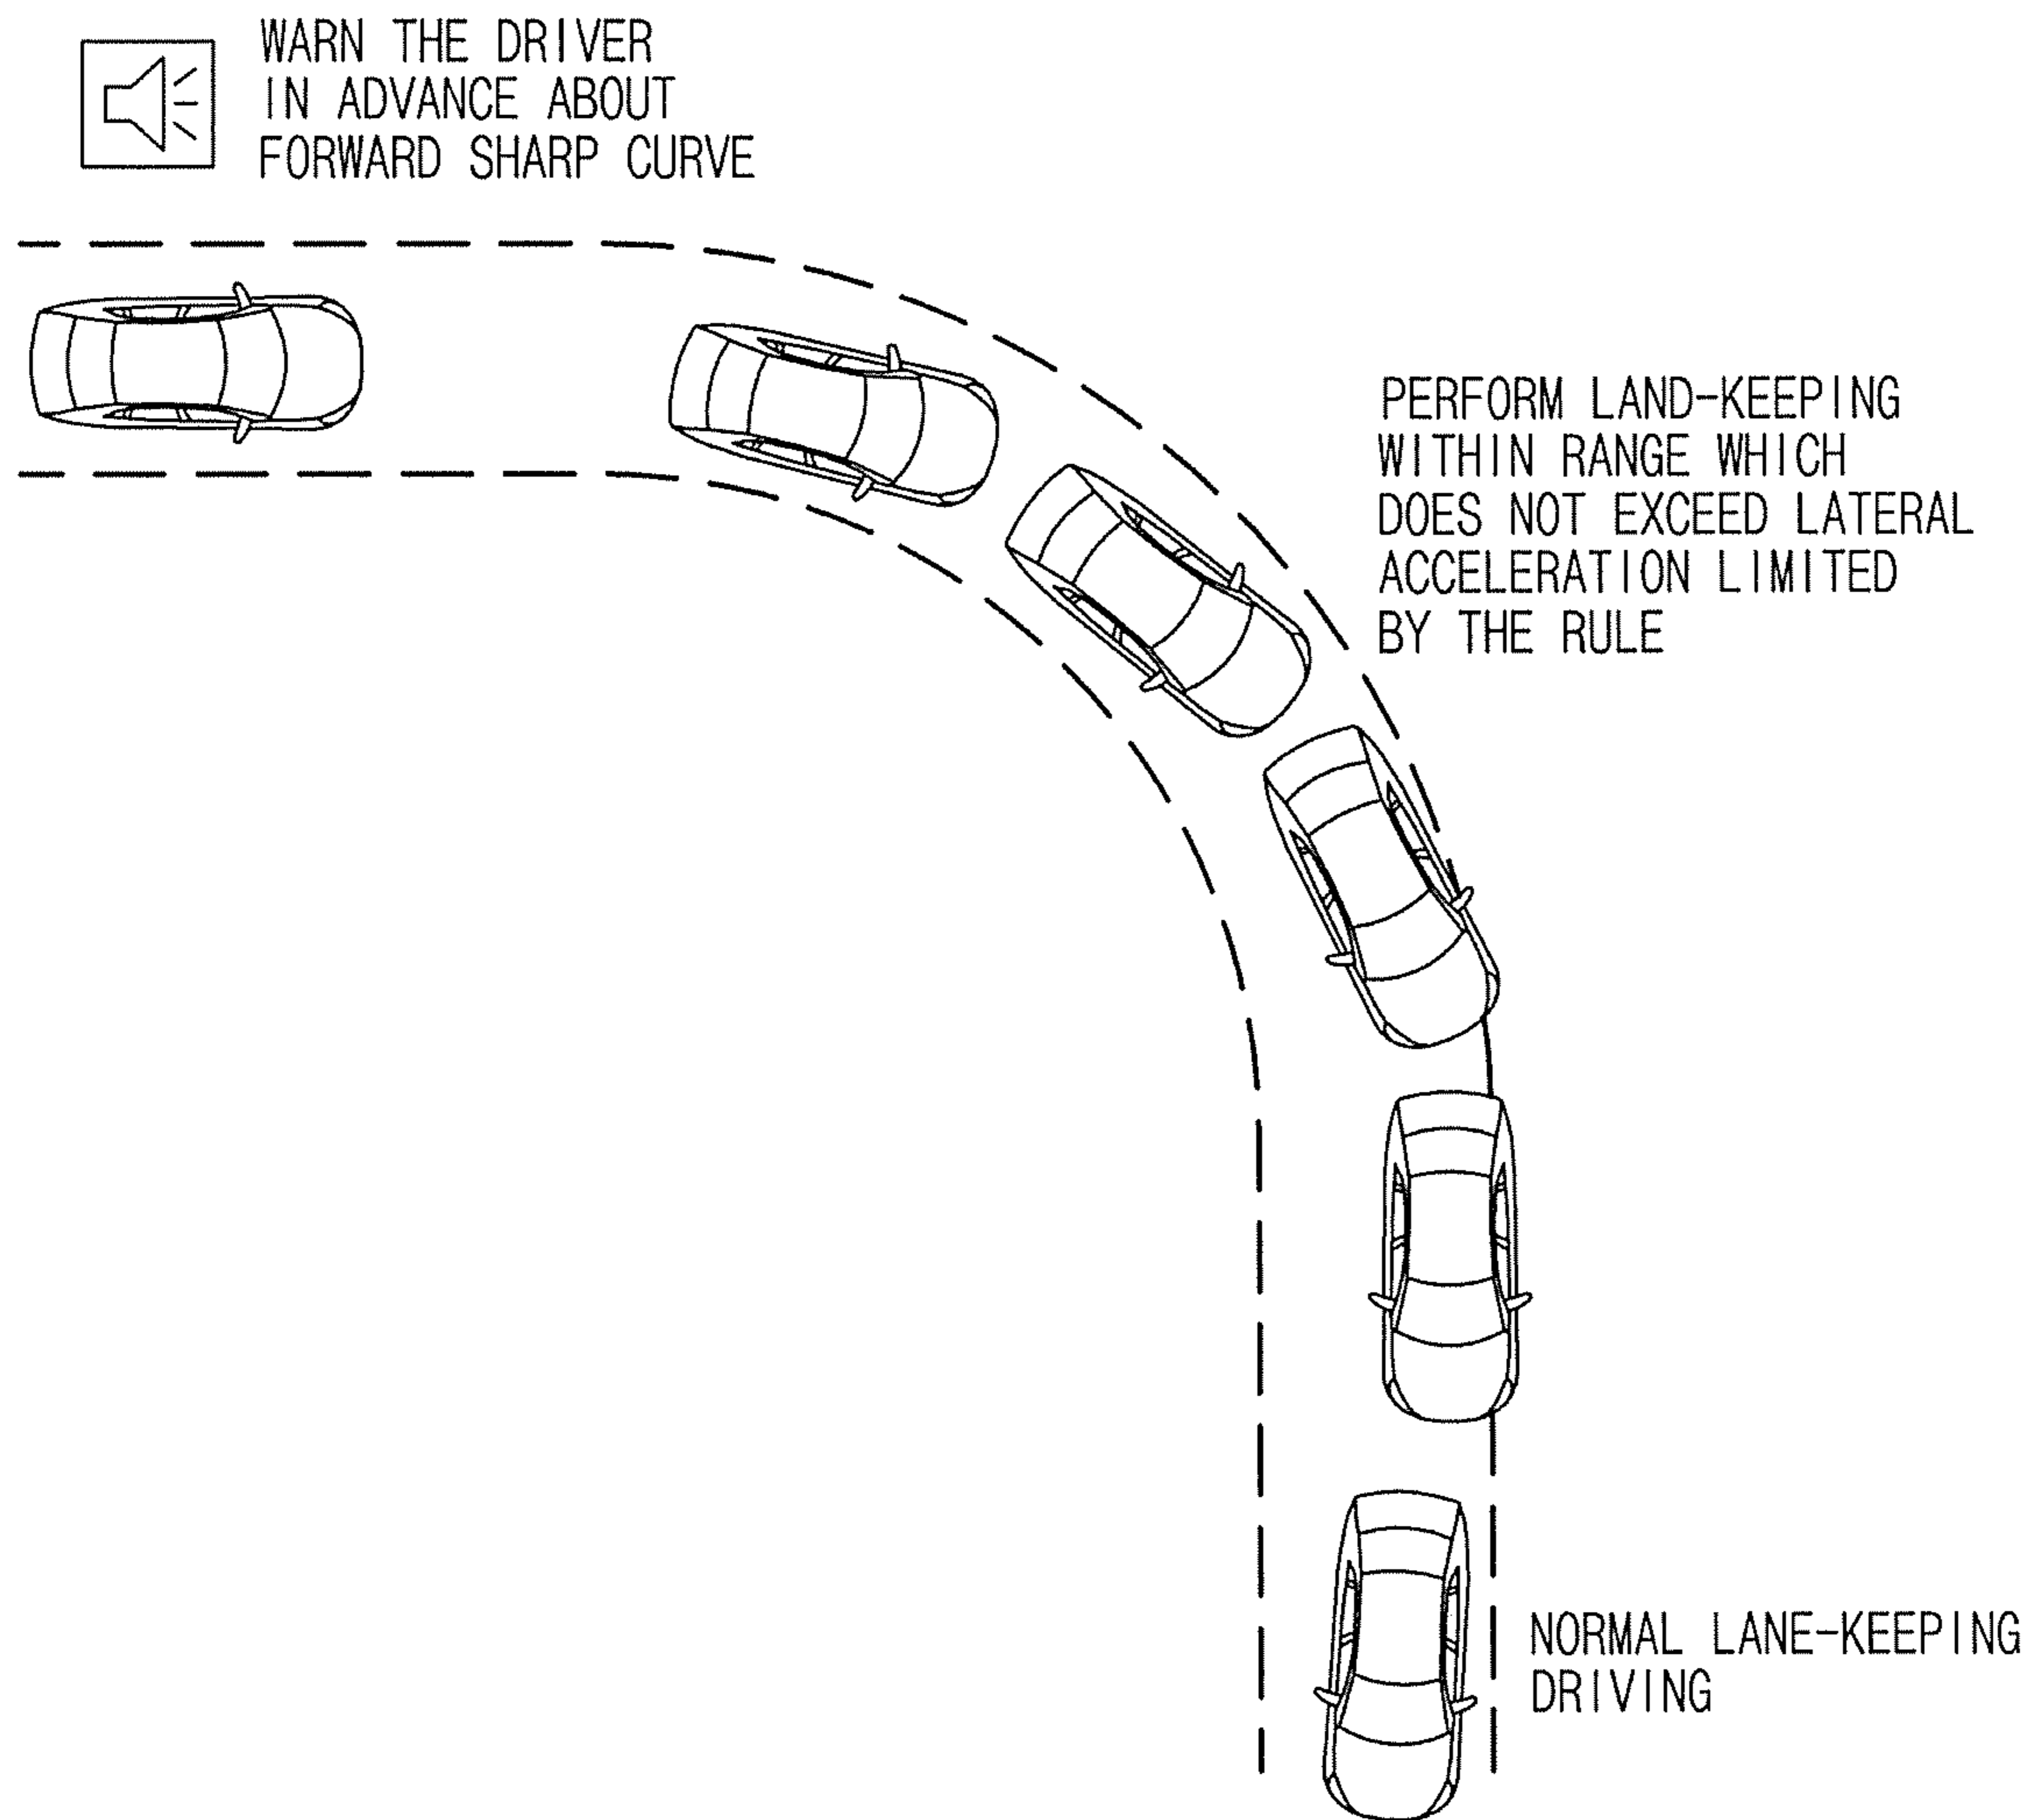 WARN THE DRIVER
IN ADVANCE ABOUT
FORWARD SHARP CURVE
PERFORM LAND-KEEPING
WITHIN RANGE WHICH
DOES NOT EXCEED LATERAL
ACCELERATION LIMITED
BY THE RULE
NORMAL LANE-KEEPING
DRIVING